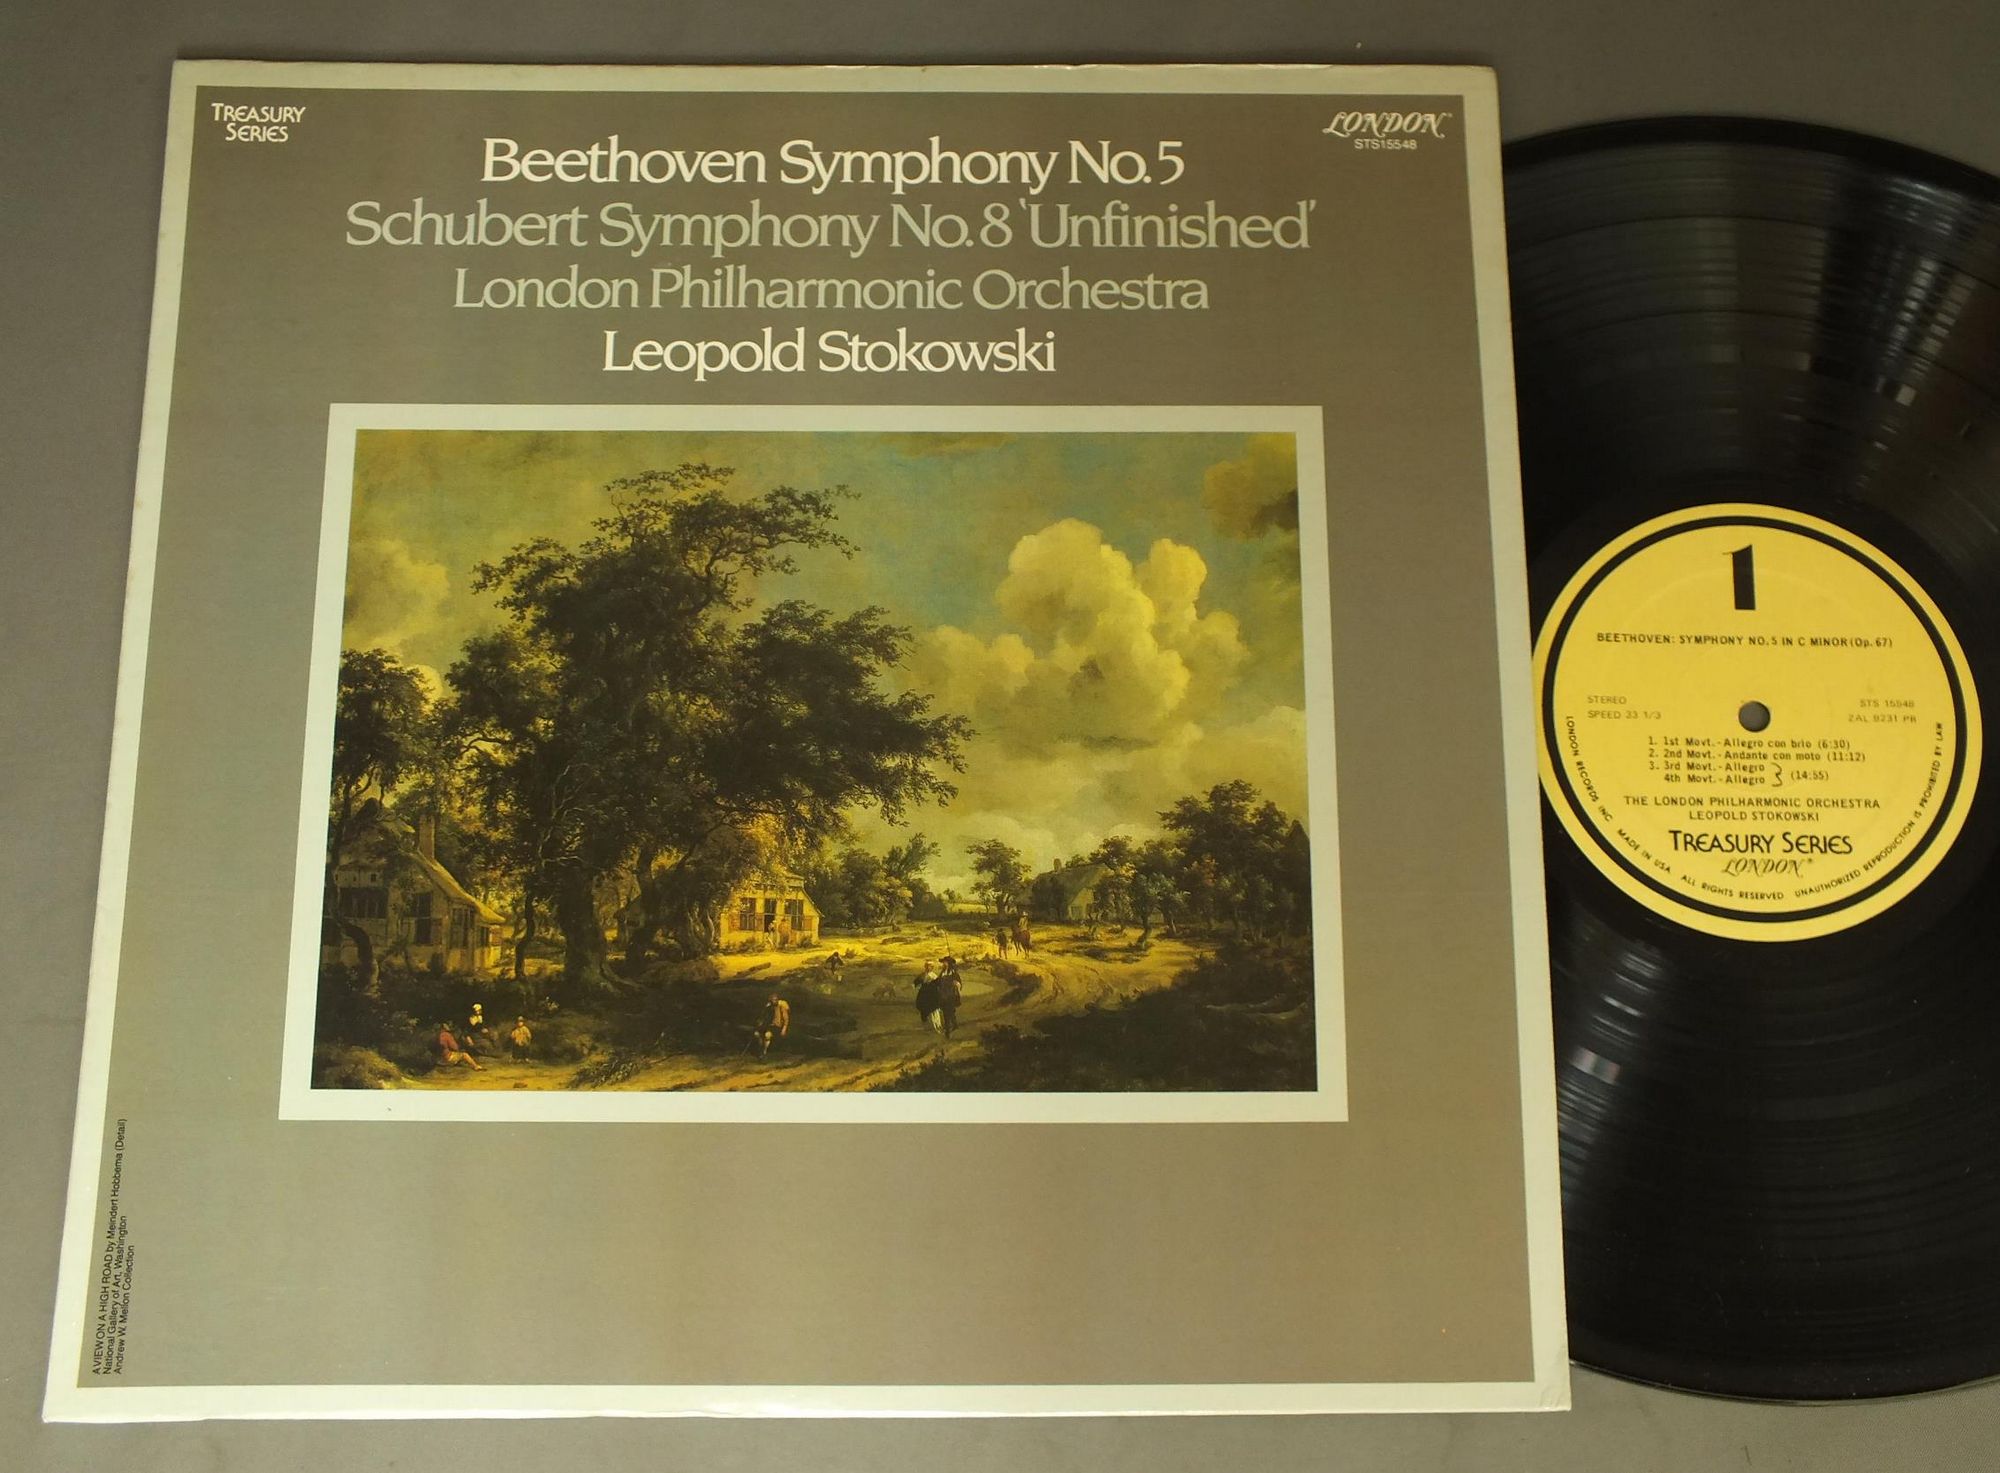 TREASURY
SERIES
LONDON
STS15548
Beethoven Symphony No.5
Schubert Symphony No.8 'Unfinished'
London Philharmonic Orchestra
Leopold Stokowski
A VIEW ON A HIGH ROAD by Meindert Hobbema (Detail)
National Gallery of Art, Washington
Andrew W. Mellon Collection
1
BEETHOVEN: SYMPHONY NO. 5 IN C MINOR (Op. 67)
STEREO
SPEED 33 1/3
STS 15548
ZAL 8231 PR
1. 1st Movt. - Allegro con brio (6:30)
2. 2nd Movt. - Andante con moto (11:12)
3. 3rd Movt. - Allegro
4th Movt. - Allegro } (14:55)
THE LONDON PHILHARMONIC ORCHESTRA
LEOPOLD STOKOWSKI
TREASURY SERIES
LONDON®
LONDON RECORDS INC. MADE IN USA ALL RIGHTS RESERVED UNAUTHORIZED REPRODUCTION IS PROHIBITED BY LAW